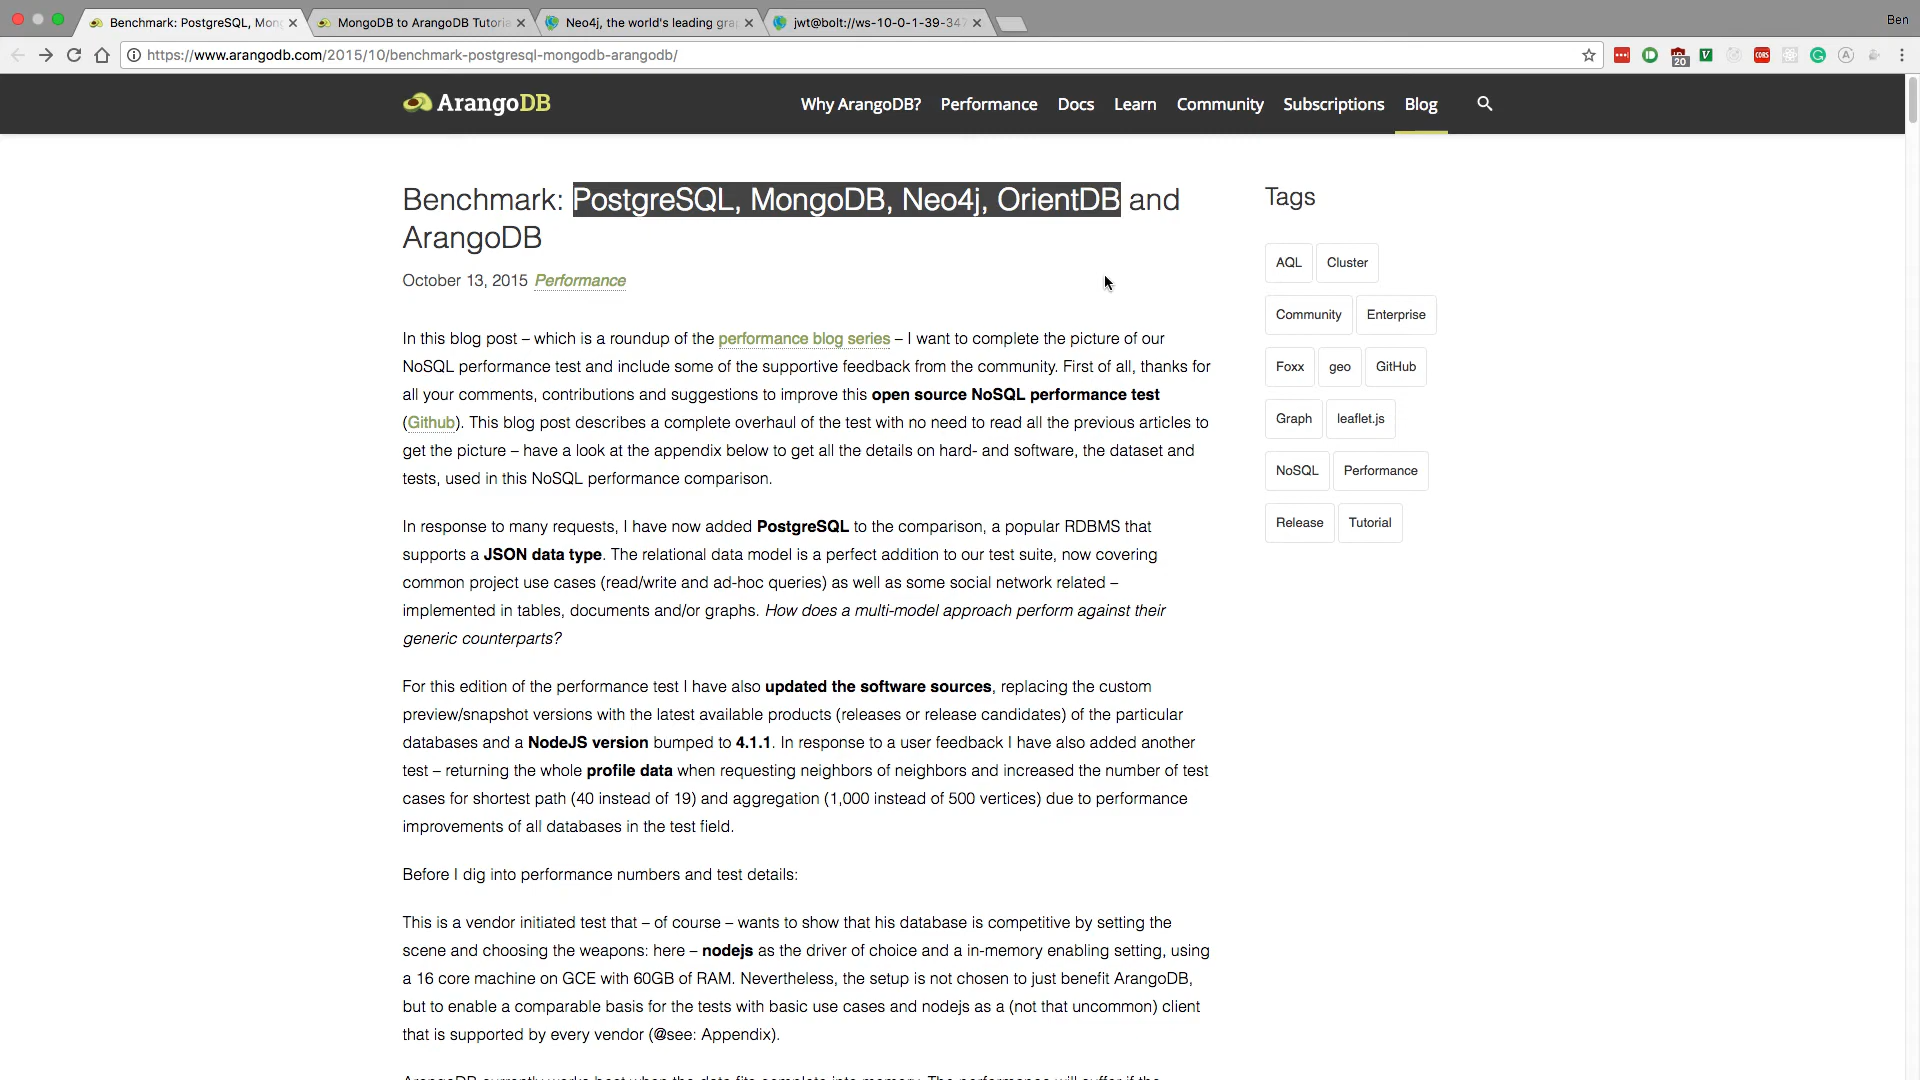 Benchmark: PostgreSQL, Mong
MongoDB to ArangoDB Tutoria
Neo4j, the world's leading gra
jwt@bolt://ws-10-0-1-39-347
Ben
https://www.arangodb.com/2015/10/benchmark-postgresql-mongodb-arangodb/
20
V
CORS
A
ArangoDB
Why ArangoDB?
Performance
Docs
Learn
Community
Subscriptions
Blog
Benchmark: PostgreSQL, MongoDB, Neo4j, OrientDB and
ArangoDB
October 13, 2015 Performance
In this blog post – which is a roundup of the performance blog series – I want to complete the picture of our
NoSQL performance test and include some of the supportive feedback from the community. First of all, thanks for
all your comments, contributions and suggestions to improve this open source NoSQL performance test
(Github). This blog post describes a complete overhaul of the test with no need to read all the previous articles to
get the picture – have a look at the appendix below to get all the details on hard- and software, the dataset and
tests, used in this NoSQL performance comparison.
In response to many requests, I have now added PostgreSQL to the comparison, a popular RDBMS that
supports a JSON data type. The relational data model is a perfect addition to our test suite, now covering
common project use cases (read/write and ad-hoc queries) as well as some social network related –
implemented in tables, documents and/or graphs. How does a multi-model approach perform against their
generic counterparts?
For this edition of the performance test I have also updated the software sources, replacing the custom
preview/snapshot versions with the latest available products (releases or release candidates) of the particular
databases and a NodeJS version bumped to 4.1.1. In response to a user feedback I have also added another
test – returning the whole profile data when requesting neighbors of neighbors and increased the number of test
cases for shortest path (40 instead of 19) and aggregation (1,000 instead of 500 vertices) due to performance
improvements of all databases in the test field.
Before I dig into performance numbers and test details:
This is a vendor initiated test that – of course – wants to show that his database is competitive by setting the
scene and choosing the weapons: here – nodejs as the driver of choice and a in-memory enabling setting, using
a 16 core machine on GCE with 60GB of RAM. Nevertheless, the setup is not chosen to just benefit ArangoDB,
but to enable a comparable basis for the tests with basic use cases and nodejs as a (not that uncommon) client
that is supported by every vendor (@see: Appendix).
ArangoDB currently works best when the data fits complete into memory. The performance will suffer if the
Tags
AQL
Cluster
Community
Enterprise
Foxx
geo
GitHub
Graph
leaflet.js
NoSQL
Performance
Release
Tutorial